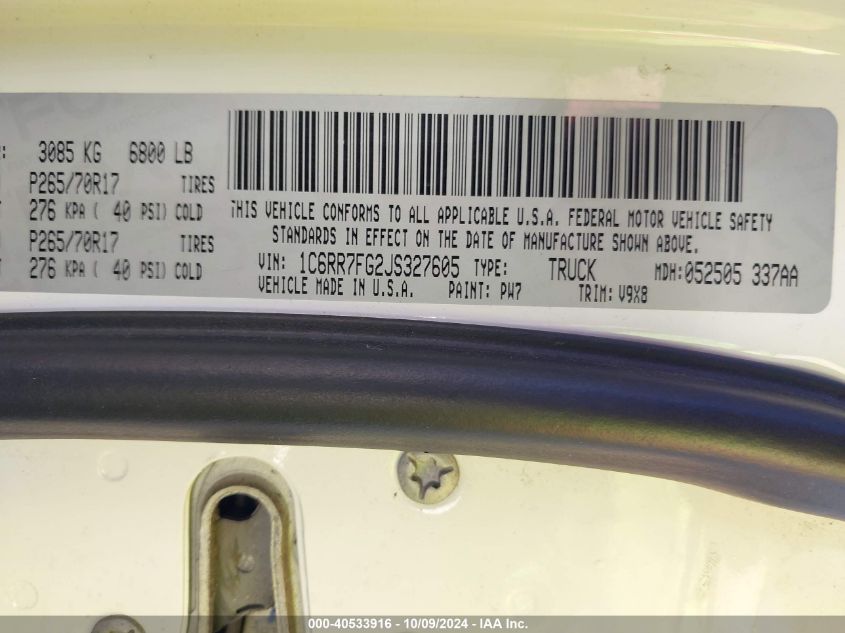 3085 KG 6800 LB
P265/70R17 TIRES
276 KPA ( 40 PSI) COLD
P265/70R17 TIRES
276 KPA ( 40 PSI) COLD
THIS VEHICLE CONFORMS TO ALL APPLICABLE U.S.A. FEDERAL MOTOR VEHICLE SAFETY
STANDARDS IN EFFECT ON THE DATE OF MANUFACTURE SHOWN ABOVE.
VIN: 1C6RR7FG2JS327605 TYPE: TRUCK MDH:052505 337AA
VEHICLE MADE IN U.S.A. PAINT: PW7 TRIM: V9X8
000-40533916 - 10/09/2024 - IAA Inc.